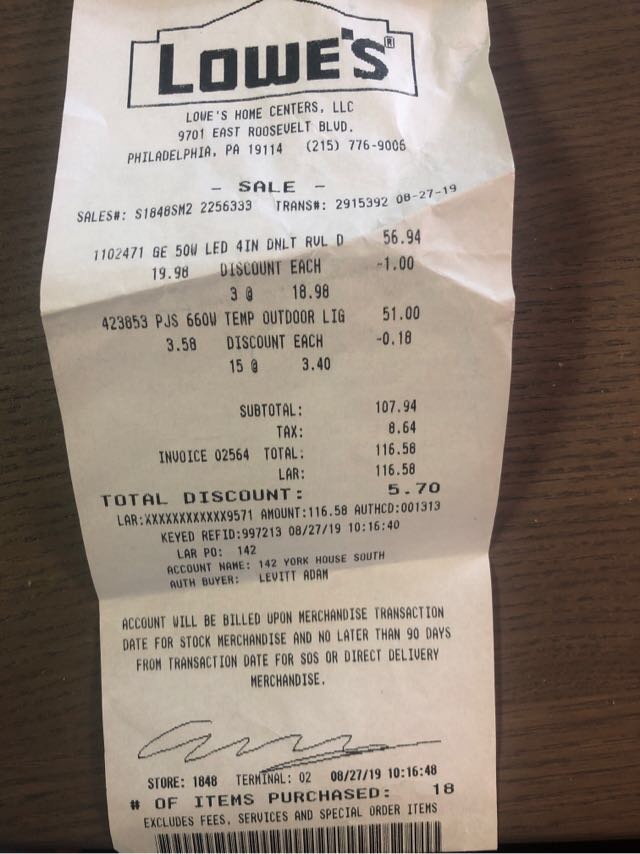 LOWE'S®
LOWE'S HOME CENTERS, LLC
9701 EAST ROOSEVELT BLVD.
PHILADELPHIA, PA 19114 (215) 776-9006
- SALE -
SALES#: S1848SM2 2256333 TRANS#: 2915392 08-27-19
1102471 GE 50W LED 4IN DNLT RVL D 56.94
19.98 DISCOUNT EACH -1.00
3 @ 18.98
423853 PJS 660W TEMP OUTDOOR LIG 51.00
3.58 DISCOUNT EACH -0.18
15 @ 3.40
SUBTOTAL: 107.94
TAX: 8.64
INVOICE 02564 TOTAL: 116.58
LAR: 116.58
TOTAL DISCOUNT: 5.70
LAR:XXXXXXXXXXXX9571 AMOUNT:116.58 AUTHCD:001313
KEYED REFID:997213 08/27/19 10:16:40
LAR PO: 142
ACCOUNT NAME: 142 YORK HOUSE SOUTH
AUTH BUYER: LEVITT ADAM
ACCOUNT WILL BE BILLED UPON MERCHANDISE TRANSACTION
DATE FOR STOCK MERCHANDISE AND NO LATER THAN 90 DAYS
FROM TRANSACTION DATE FOR SOS OR DIRECT DELIVERY
MERCHANDISE.
STORE: 1848 TERMINAL: 02 08/27/19 10:16:48
# OF ITEMS PURCHASED: 18
EXCLUDES FEES, SERVICES AND SPECIAL ORDER ITEMS